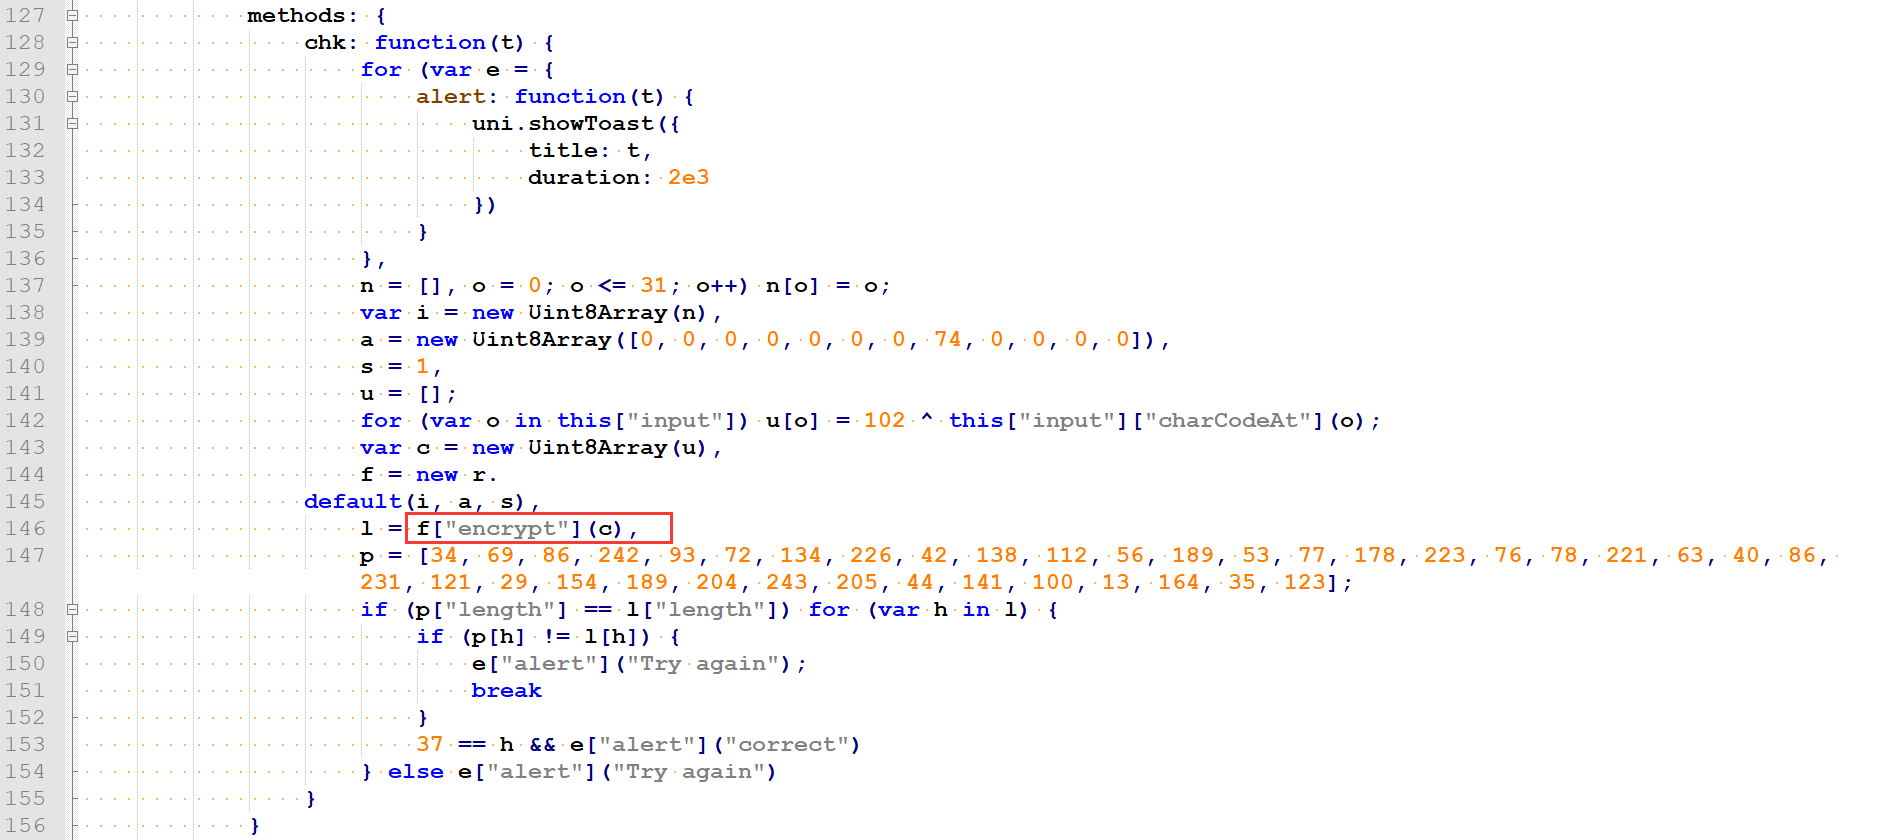 127 methods: {
128 chk: function(t) {
129 for (var e = {
130 alert: function(t) {
131 uni.showToast({
132 title: t,
133 duration: 2e3
134 })
135 }
136 },
137 n = [], o = 0; o <= 31; o++) n[o] = o;
138 var i = new Uint8Array(n),
139 a = new Uint8Array([0, 0, 0, 0, 0, 0, 0, 74, 0, 0, 0, 0]),
140 s = 1,
141 u = [];
142 for (var o in this["input"]) u[o] = 102 ^ this["input"]["charCodeAt"](o);
143 var c = new Uint8Array(u),
144 f = new r.
145 default(i, a, s),
146 l = f["encrypt"](c),
147 p = [34, 69, 86, 242, 93, 72, 134, 226, 42, 138, 112, 56, 189, 53, 77, 178, 223, 76, 78, 221, 63, 40, 86,
231, 121, 29, 154, 189, 204, 243, 205, 44, 141, 100, 13, 164, 35, 123];
148 if (p["length"] == l["length"]) for (var h in l) {
149 if (p[h] != l[h]) {
150 e["alert"]("Try again");
151 break
152 }
153 37 == h && e["alert"]("correct")
154 } else e["alert"]("Try again")
155 }
156 }